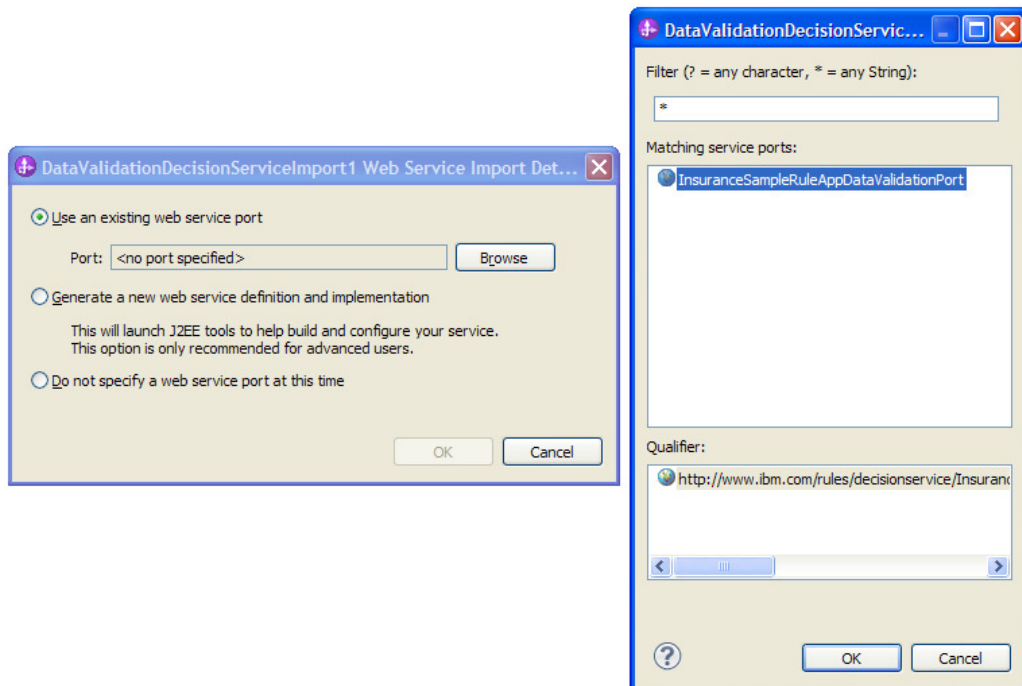 DataValidationDecisionServiceImport1 Web Service Import Det...
Use an existing web service port
Port: <no port specified> Browse
Generate a new web service definition and implementation
This will launch J2EE tools to help build and configure your service.
This option is only recommended for advanced users.
Do not specify a web service port at this time
OK Cancel
DataValidationDecisionServic...
Filter (? = any character, * = any String):
*
Matching service ports:
InsuranceSampleRuleAppDataValidationPort
Qualifier:
http://www.ibm.com/rules/decisionservice/Insuranc
?
OK Cancel